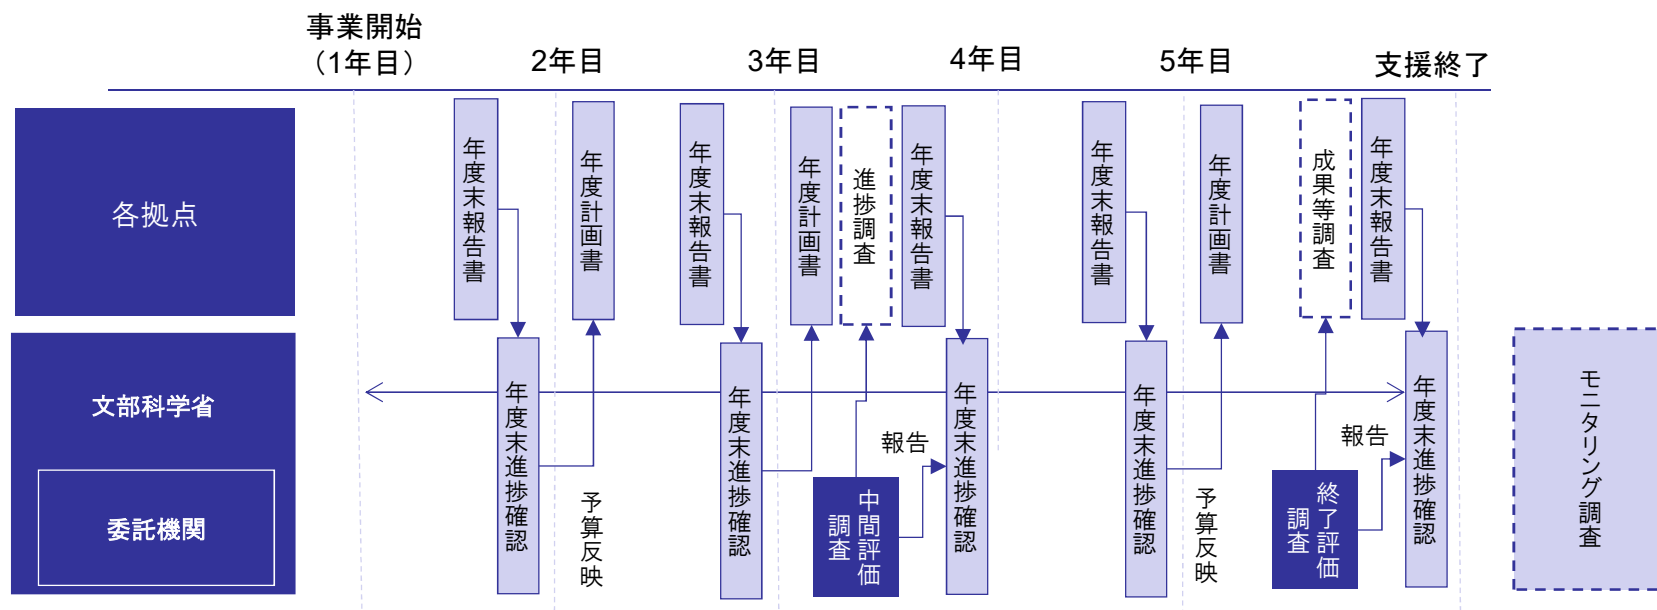 事業開始
（1年目）
2年目
3年目
4年目
5年目
支援終了
各拠点
年度末報告書
年度計画書
年度末報告書
年度計画書
進捗調査
年度末報告書
年度末報告書
年度計画書
成果等調査
年度末報告書
文部科学省
委託機関
年度末進捗確認
予算反映
年度末進捗確認
中間評価
調査
報告
年度末進捗確認
年度末進捗確認
予算反映
終了評価
調査
報告
年度末進捗確認
モニタリング調査